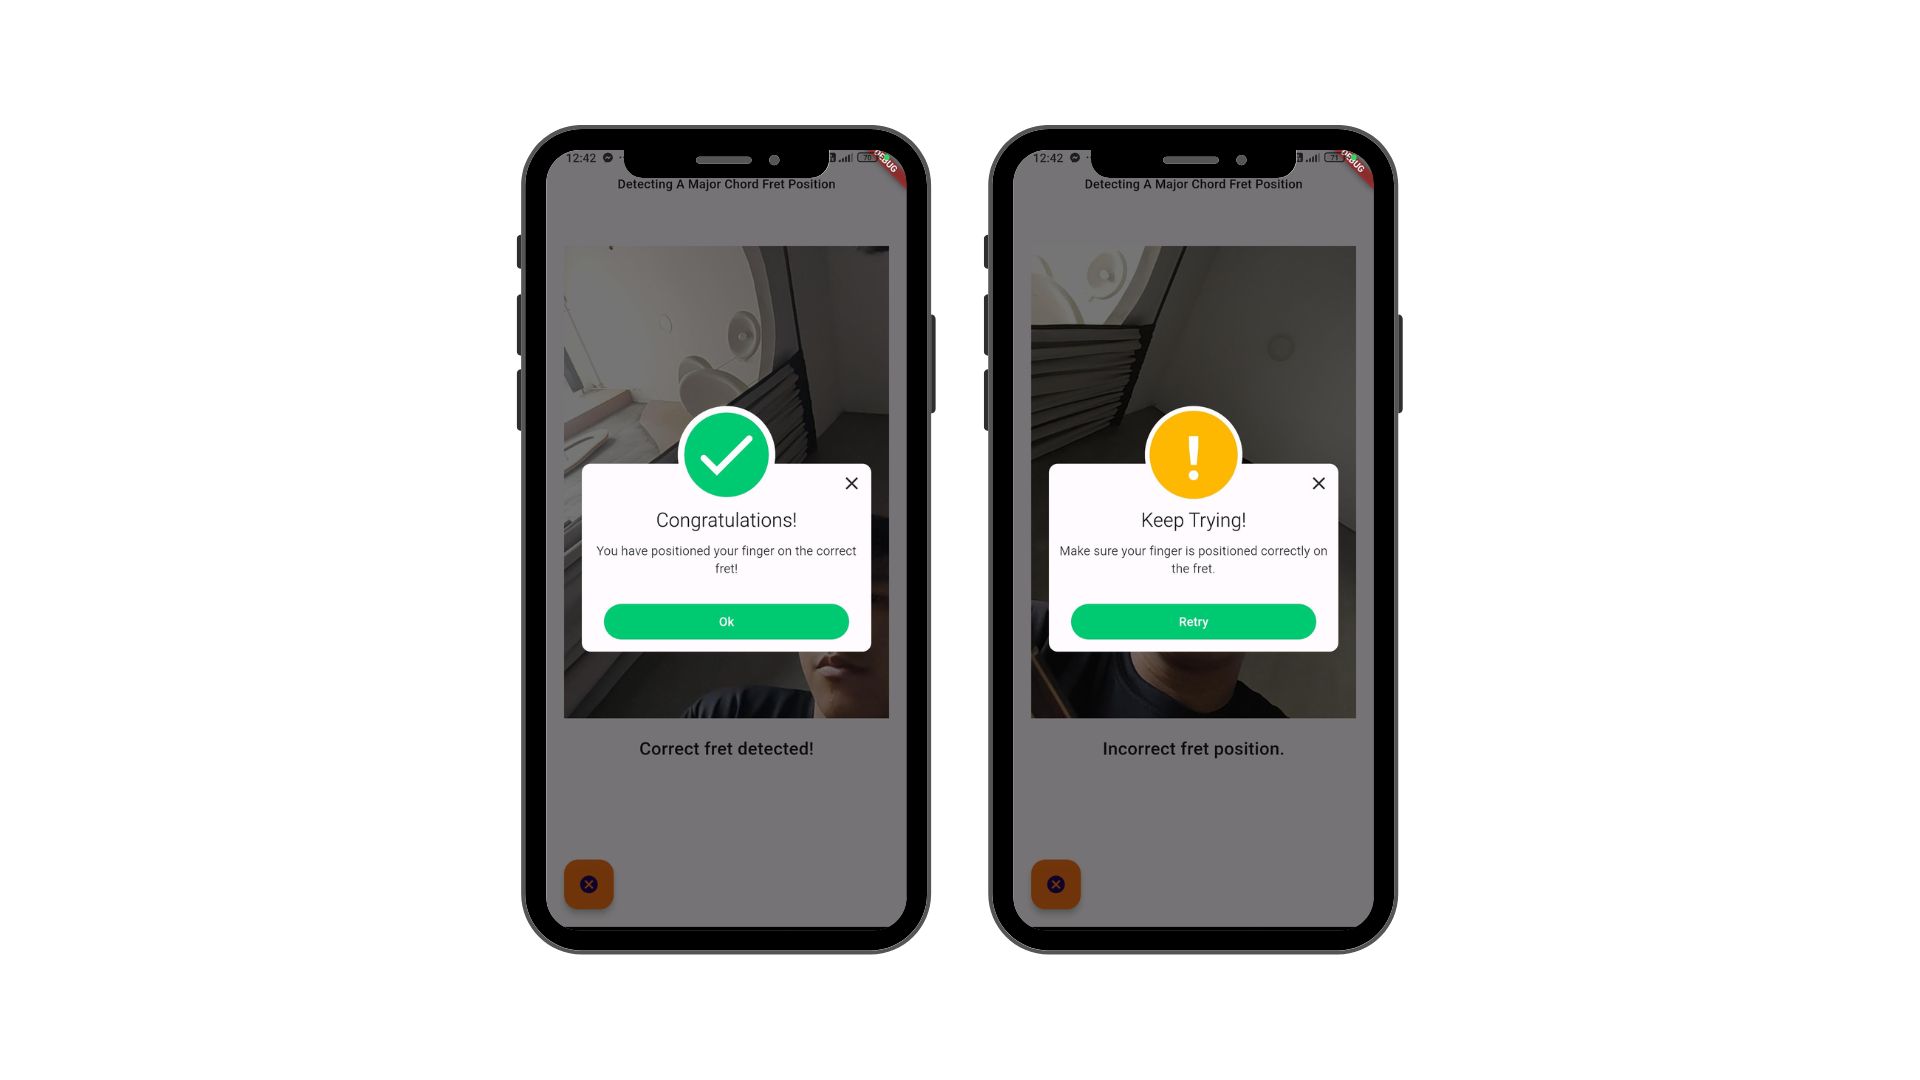 12:42
DEBUG
Detecting A Major Chord Fret Position
Congratulations!
You have positioned your finger on the correct
fret!
Ok
Correct fret detected!
12:42
DEBUG
Detecting A Major Chord Fret Position
Keep Trying!
Make sure your finger is positioned correctly on
the fret.
Retry
Incorrect fret position.